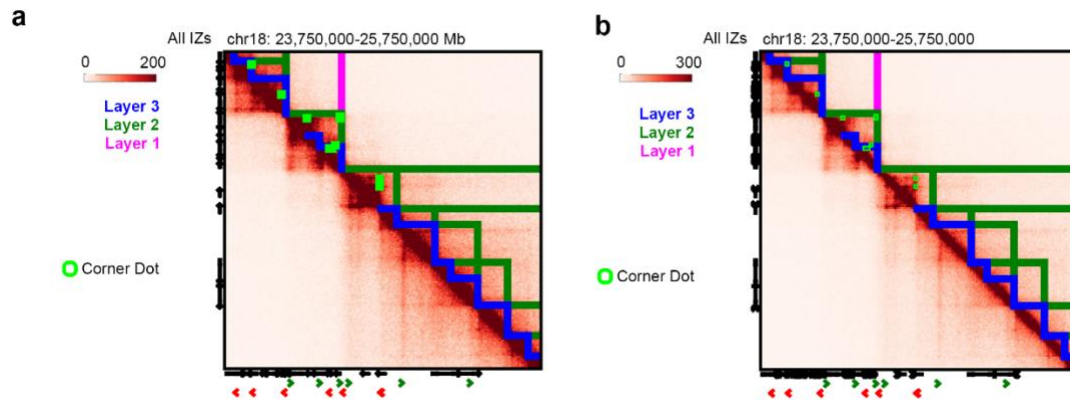 a
All IZs chr18: 23,750,000-25,750,000 Mb
0 200
Layer 3
Layer 2
Layer 1
Corner Dot
b
All IZs chr18: 23,750,000-25,750,000
0 300
Layer 3
Layer 2
Layer 1
Corner Dot